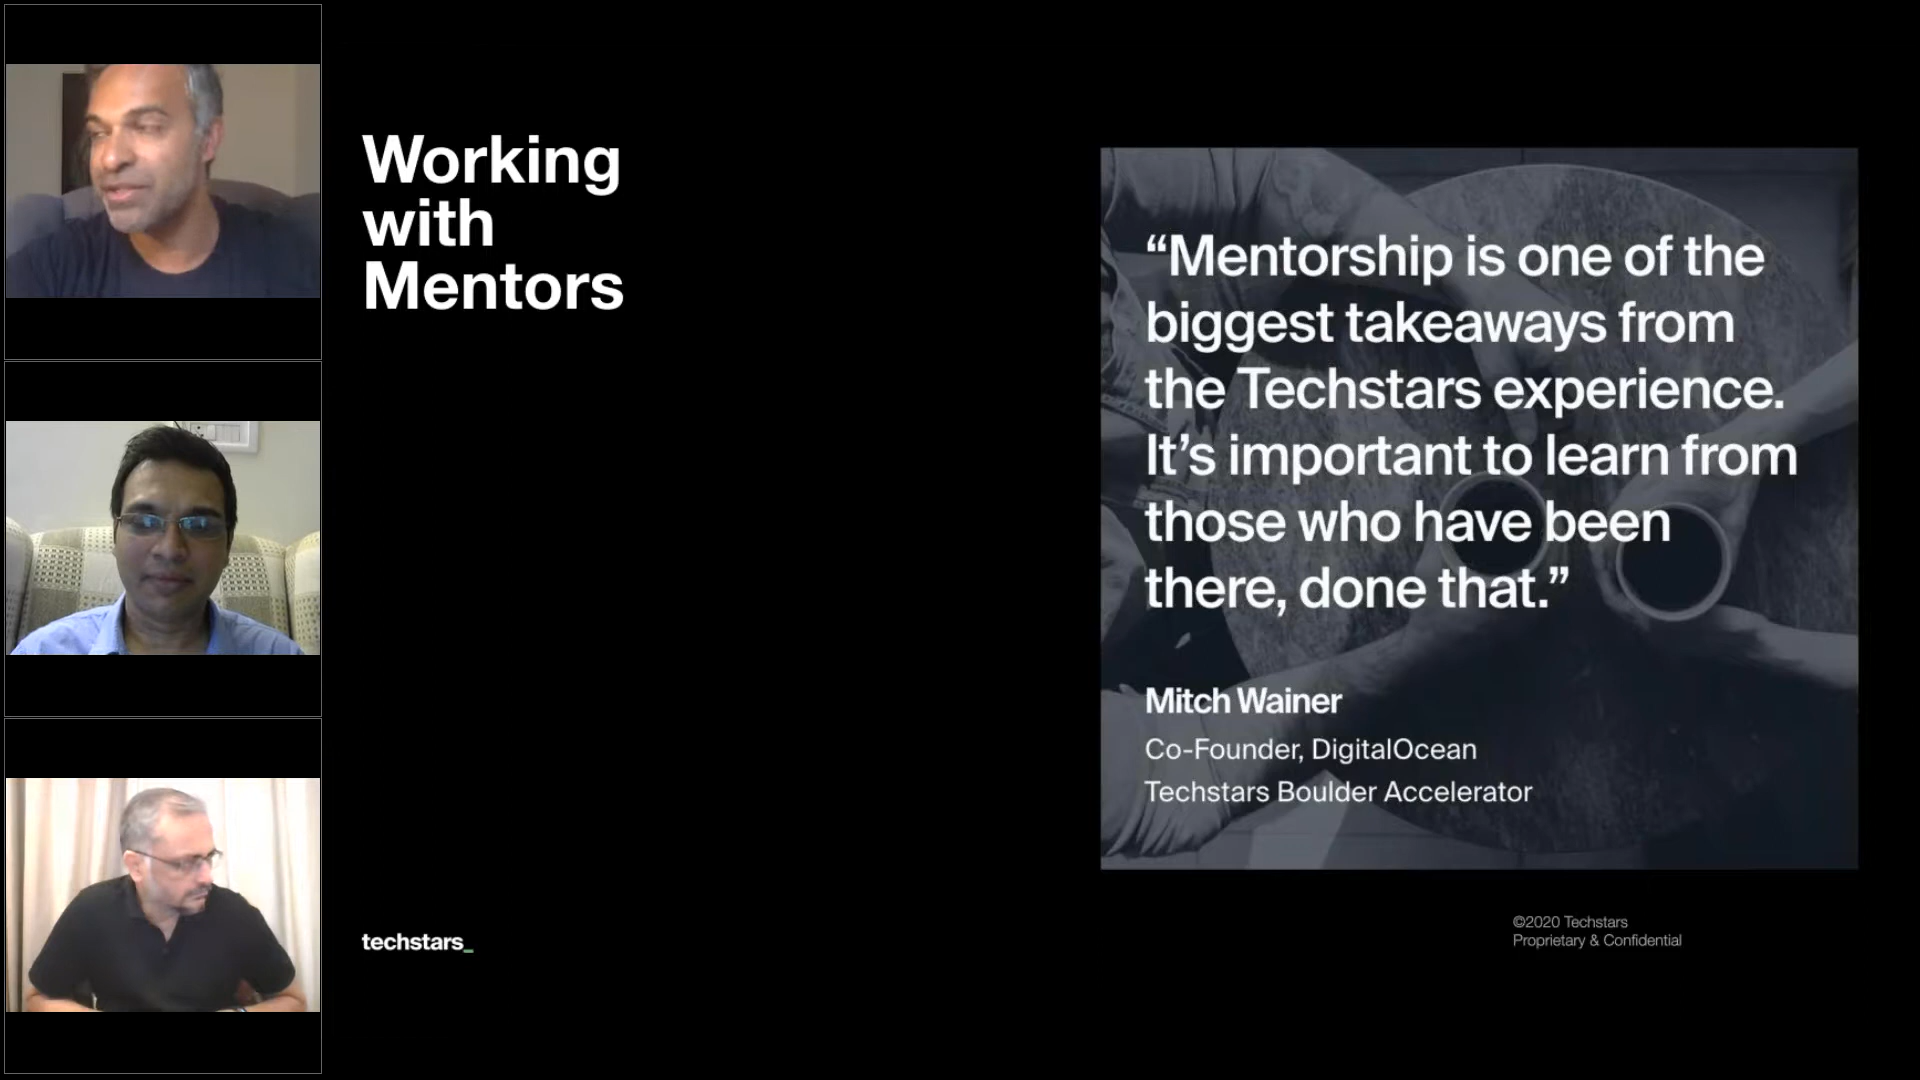 Working
with
Mentors
“Mentorship is one of the
biggest takeaways from
the Techstars experience.
It’s important to learn from
those who have been
there, done that.”
Mitch Wainer
Co-Founder, DigitalOcean
Techstars Boulder Accelerator
techstars_
©2020 Techstars
Proprietary & Confidential